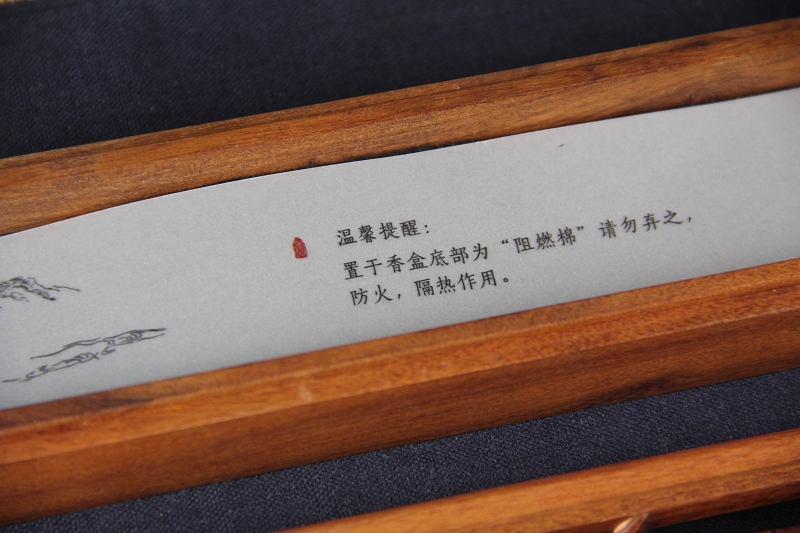 温馨提醒：
置于香盒底部为“阻燃棉”请勿弃之，
防火，隔热作用。